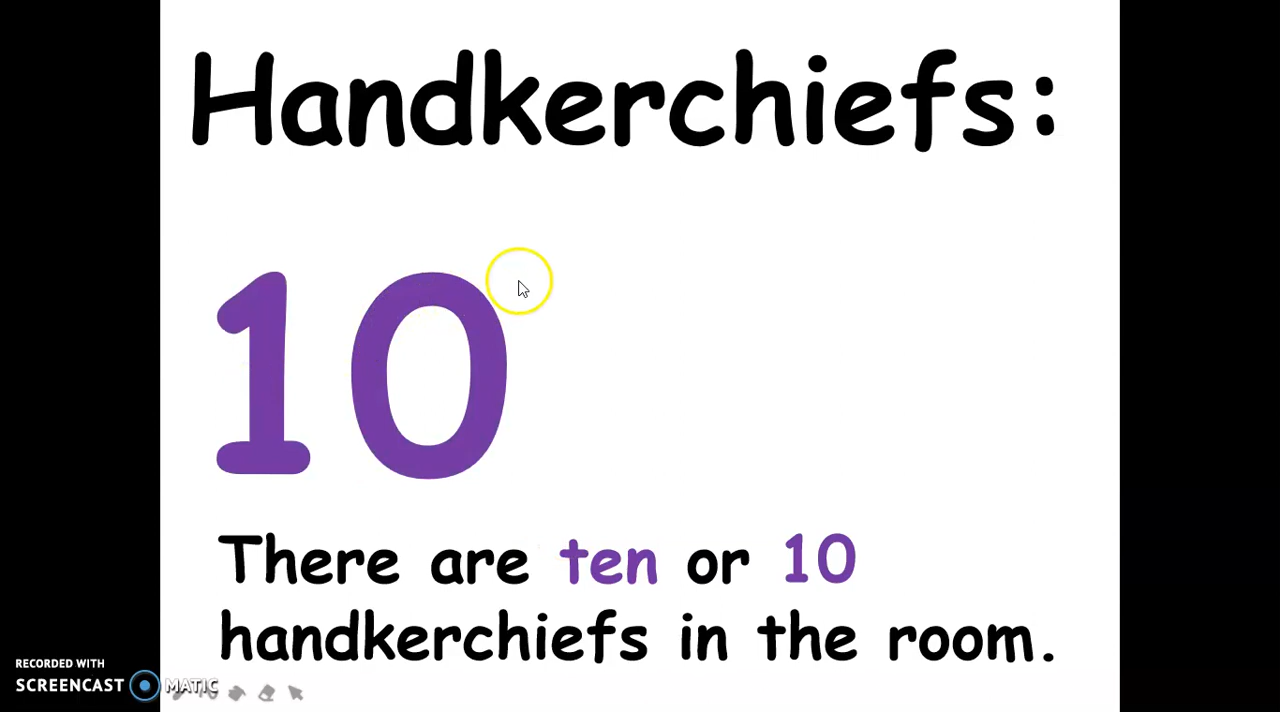 Handkerchiefs:
10
There are ten or 10
handkerchiefs in the room.
RECORDED WITH
SCREENCAST MATIC